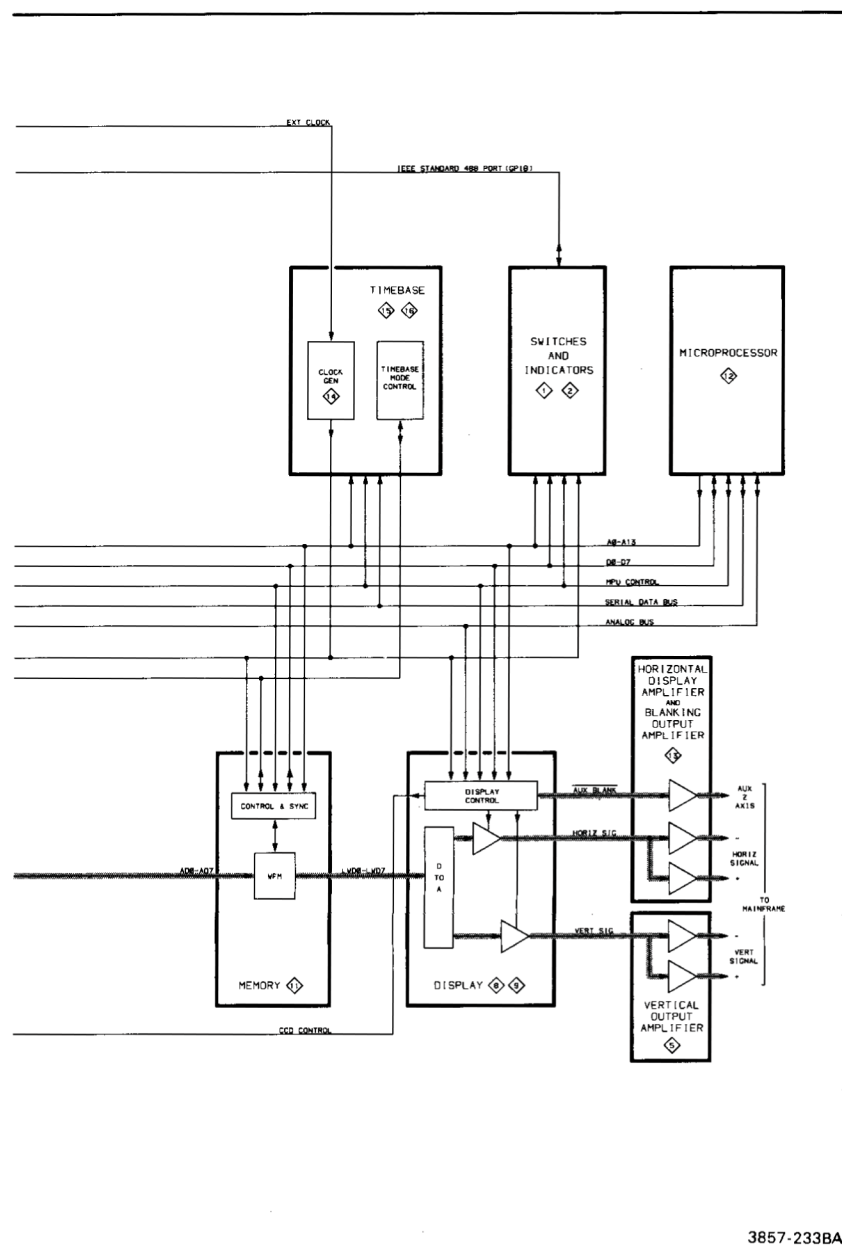 EXT CLOCK
IEEE STANDARD 488 PORT (GPIB)
TIMEBASE
15 16
CLOCK
GEN
14
TIMEBASE
MODE
CONTROL
SWITCHES
AND
INDICATORS
1 2
MICROPROCESSOR
12
A0-A13
D0-D7
MPU CONTROL
SERIAL DATA BUS
ANALOG BUS
HORIZONTAL
DISPLAY
AMPLIFIER
AND
BLANKING
OUTPUT
AMPLIFIER
13
CONTROL & SYNC
DISPLAY
CONTROL
AUX BLANK
AUX
Z
AXIS
HORIZ SIG
-
HORIZ
SIGNAL
+
AD0-AD7
WFM
LWD0-LWD7
D
TO
A
TO
MAINFRAME
VERT SIG
-
VERT
SIGNAL
+
MEMORY 11
DISPLAY 8 9
VERTICAL
OUTPUT
AMPLIFIER
5
CCD CONTROL
3857-233BA